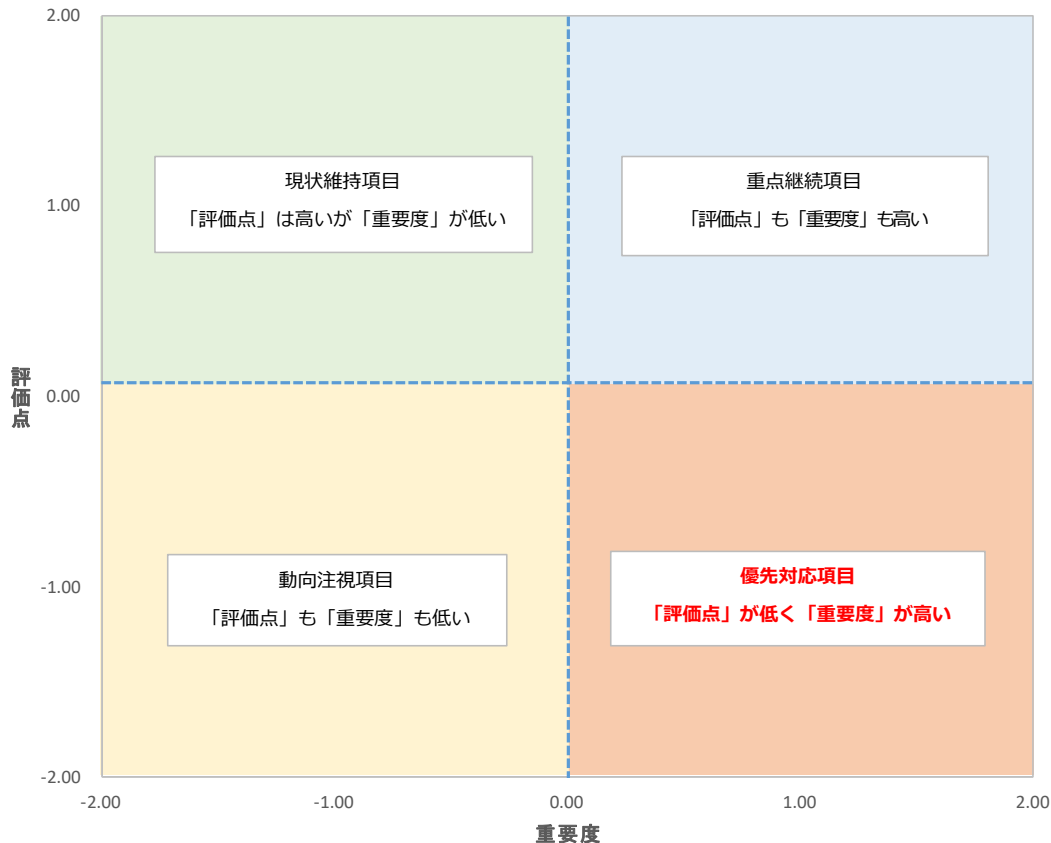 2.00
現状維持項目
「評価点」は高いが「重要度」が低い
重点継続項目
「評価点」も「重要度」も高い
1.00
評価点
0.00
動向注視項目
「評価点」も「重要度」も低い
優先対応項目
「評価点」が低く「重要度」が高い
-1.00
-2.00
-2.00
-1.00
0.00
1.00
2.00
重要度